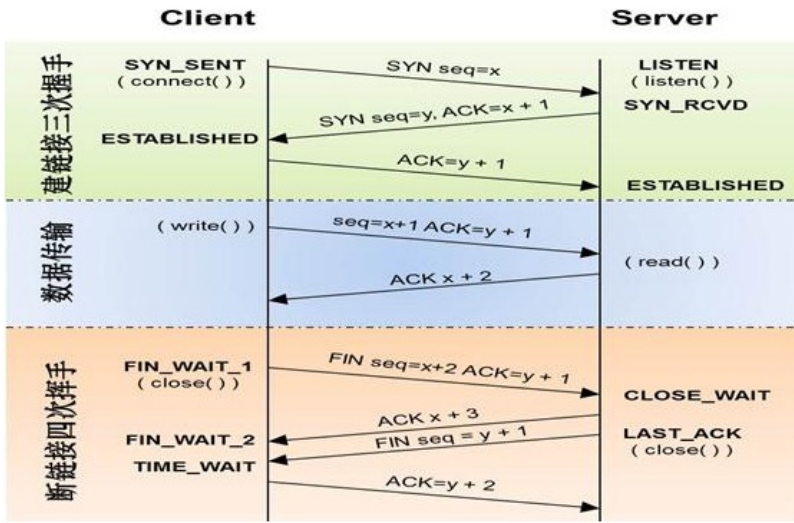 Client
Server
建链接三次握手
SYN_SENT
(connect())
SYN seq=x
LISTEN
(listen())
SYN_RCVD
SYN seq=y, ACK=x + 1
ESTABLISHED
ACK=y + 1
ESTABLISHED
数据传输
(write())
seq=x+1 ACK=y + 1
(read())
ACK x + 2
断链接四次挥手
FIN_WAIT_1
(close())
FIN seq=x+2 ACK=y + 1
CLOSE_WAIT
ACK x + 3
FIN_WAIT_2
FIN seq = y + 1
LAST_ACK
(close())
TIME_WAIT
ACK=y + 2